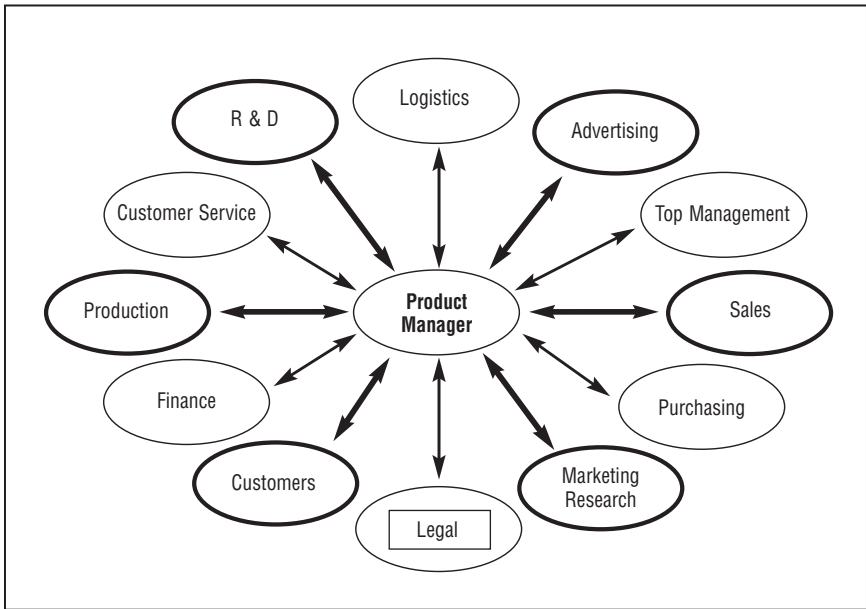 Logistics
R & D
Advertising
Customer Service
Top Management
Production
Product
Manager
Sales
Finance
Purchasing
Customers
Marketing
Research
Legal